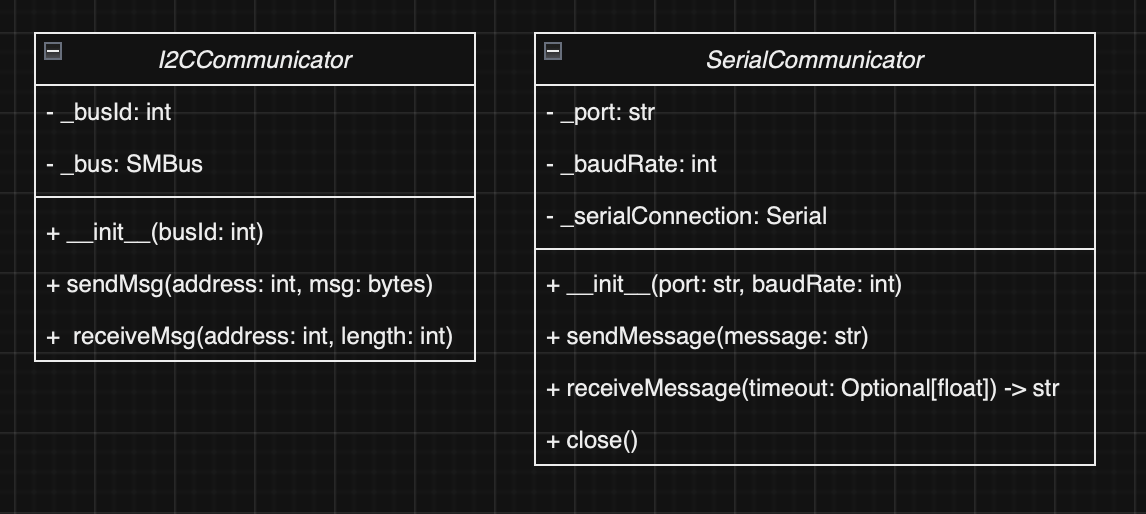 I2CCommunicator
- _busId: int
- _bus: SMBus
+ __init__(busId: int)
+ sendMsg(address: int, msg: bytes)
+  receiveMsg(address: int, length: int)
SerialCommunicator
- _port: str
- _baudRate: int
- _serialConnection: Serial
+ __init__(port: str, baudRate: int)
+ sendMessage(message: str)
+ receiveMessage(timeout: Optional[float]) -> str
+ close()